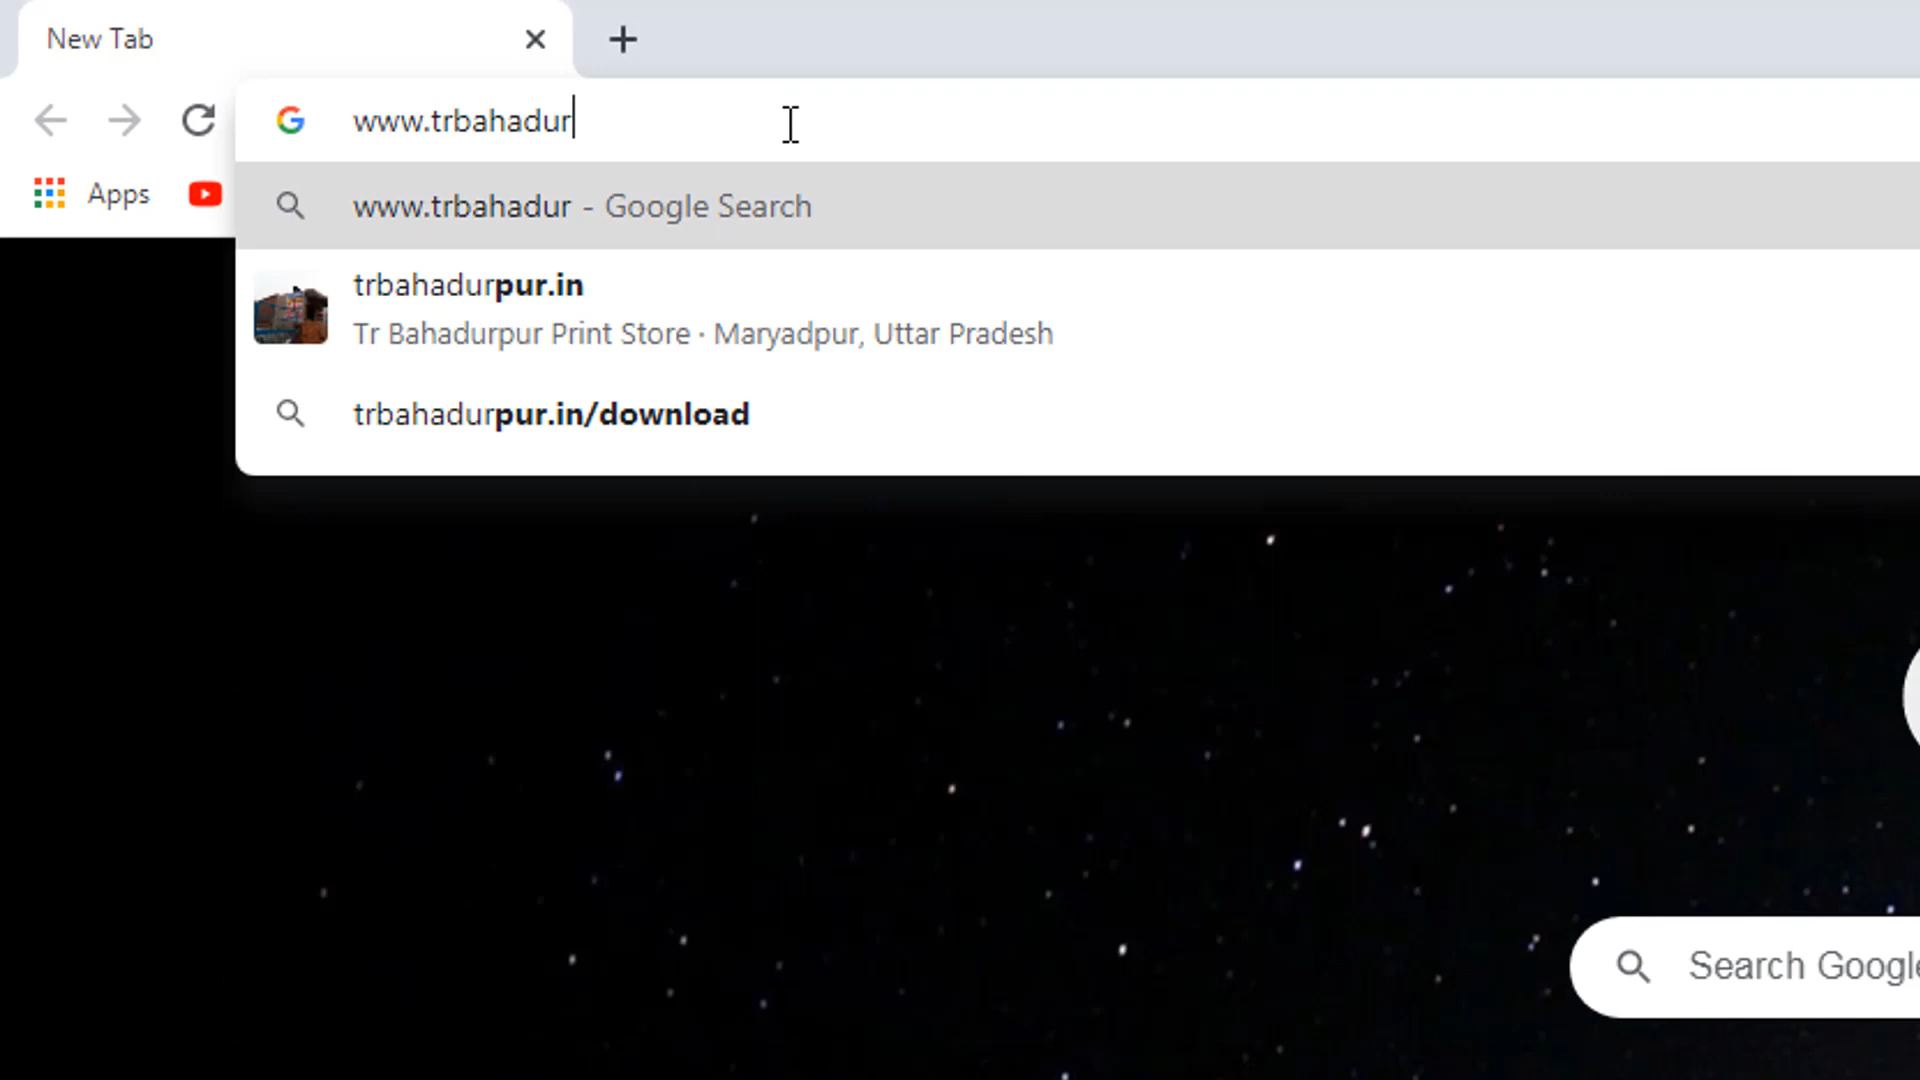 New Tab
www.trbahadur
Apps
www.trbahadur - Google Search
trbahadurpur.in
Tr Bahadurpur Print Store · Maryadpur, Uttar Pradesh
trbahadurpur.in/download
Search Google